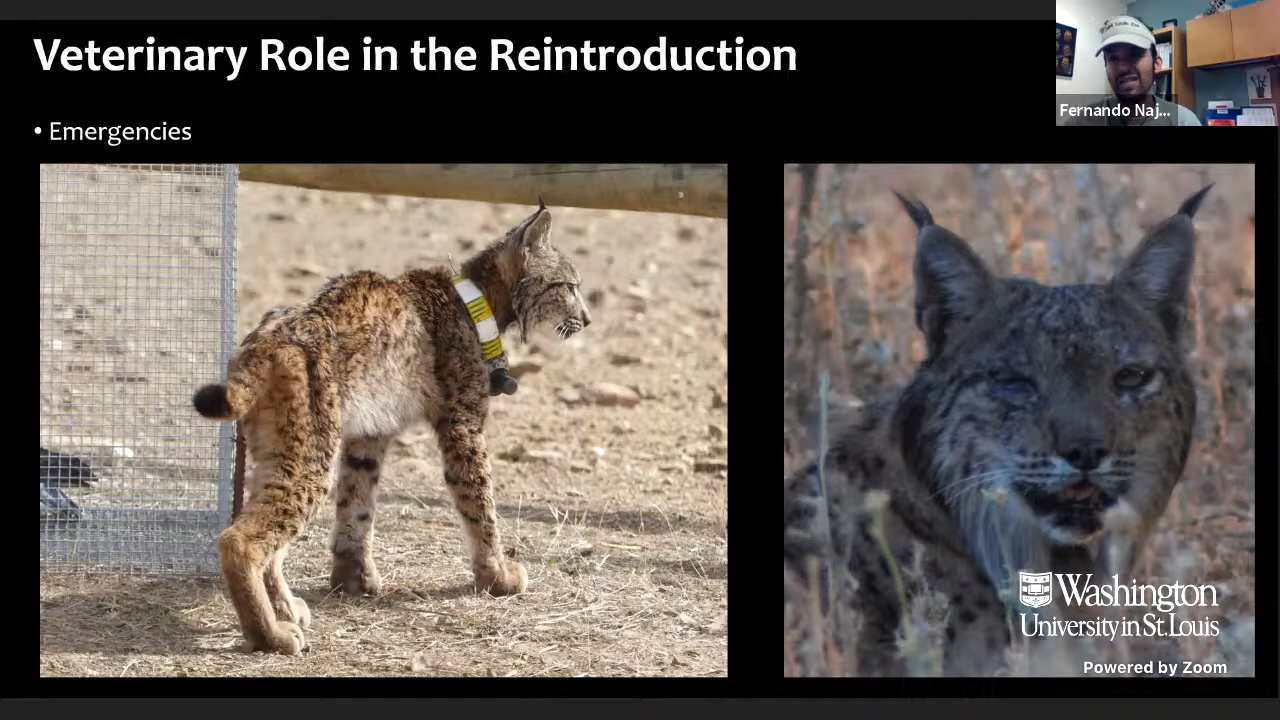 Veterinary Role in the Reintroduction
Fernando Naj...
• Emergencies
Washington
University in St. Louis
Powered by Zoom